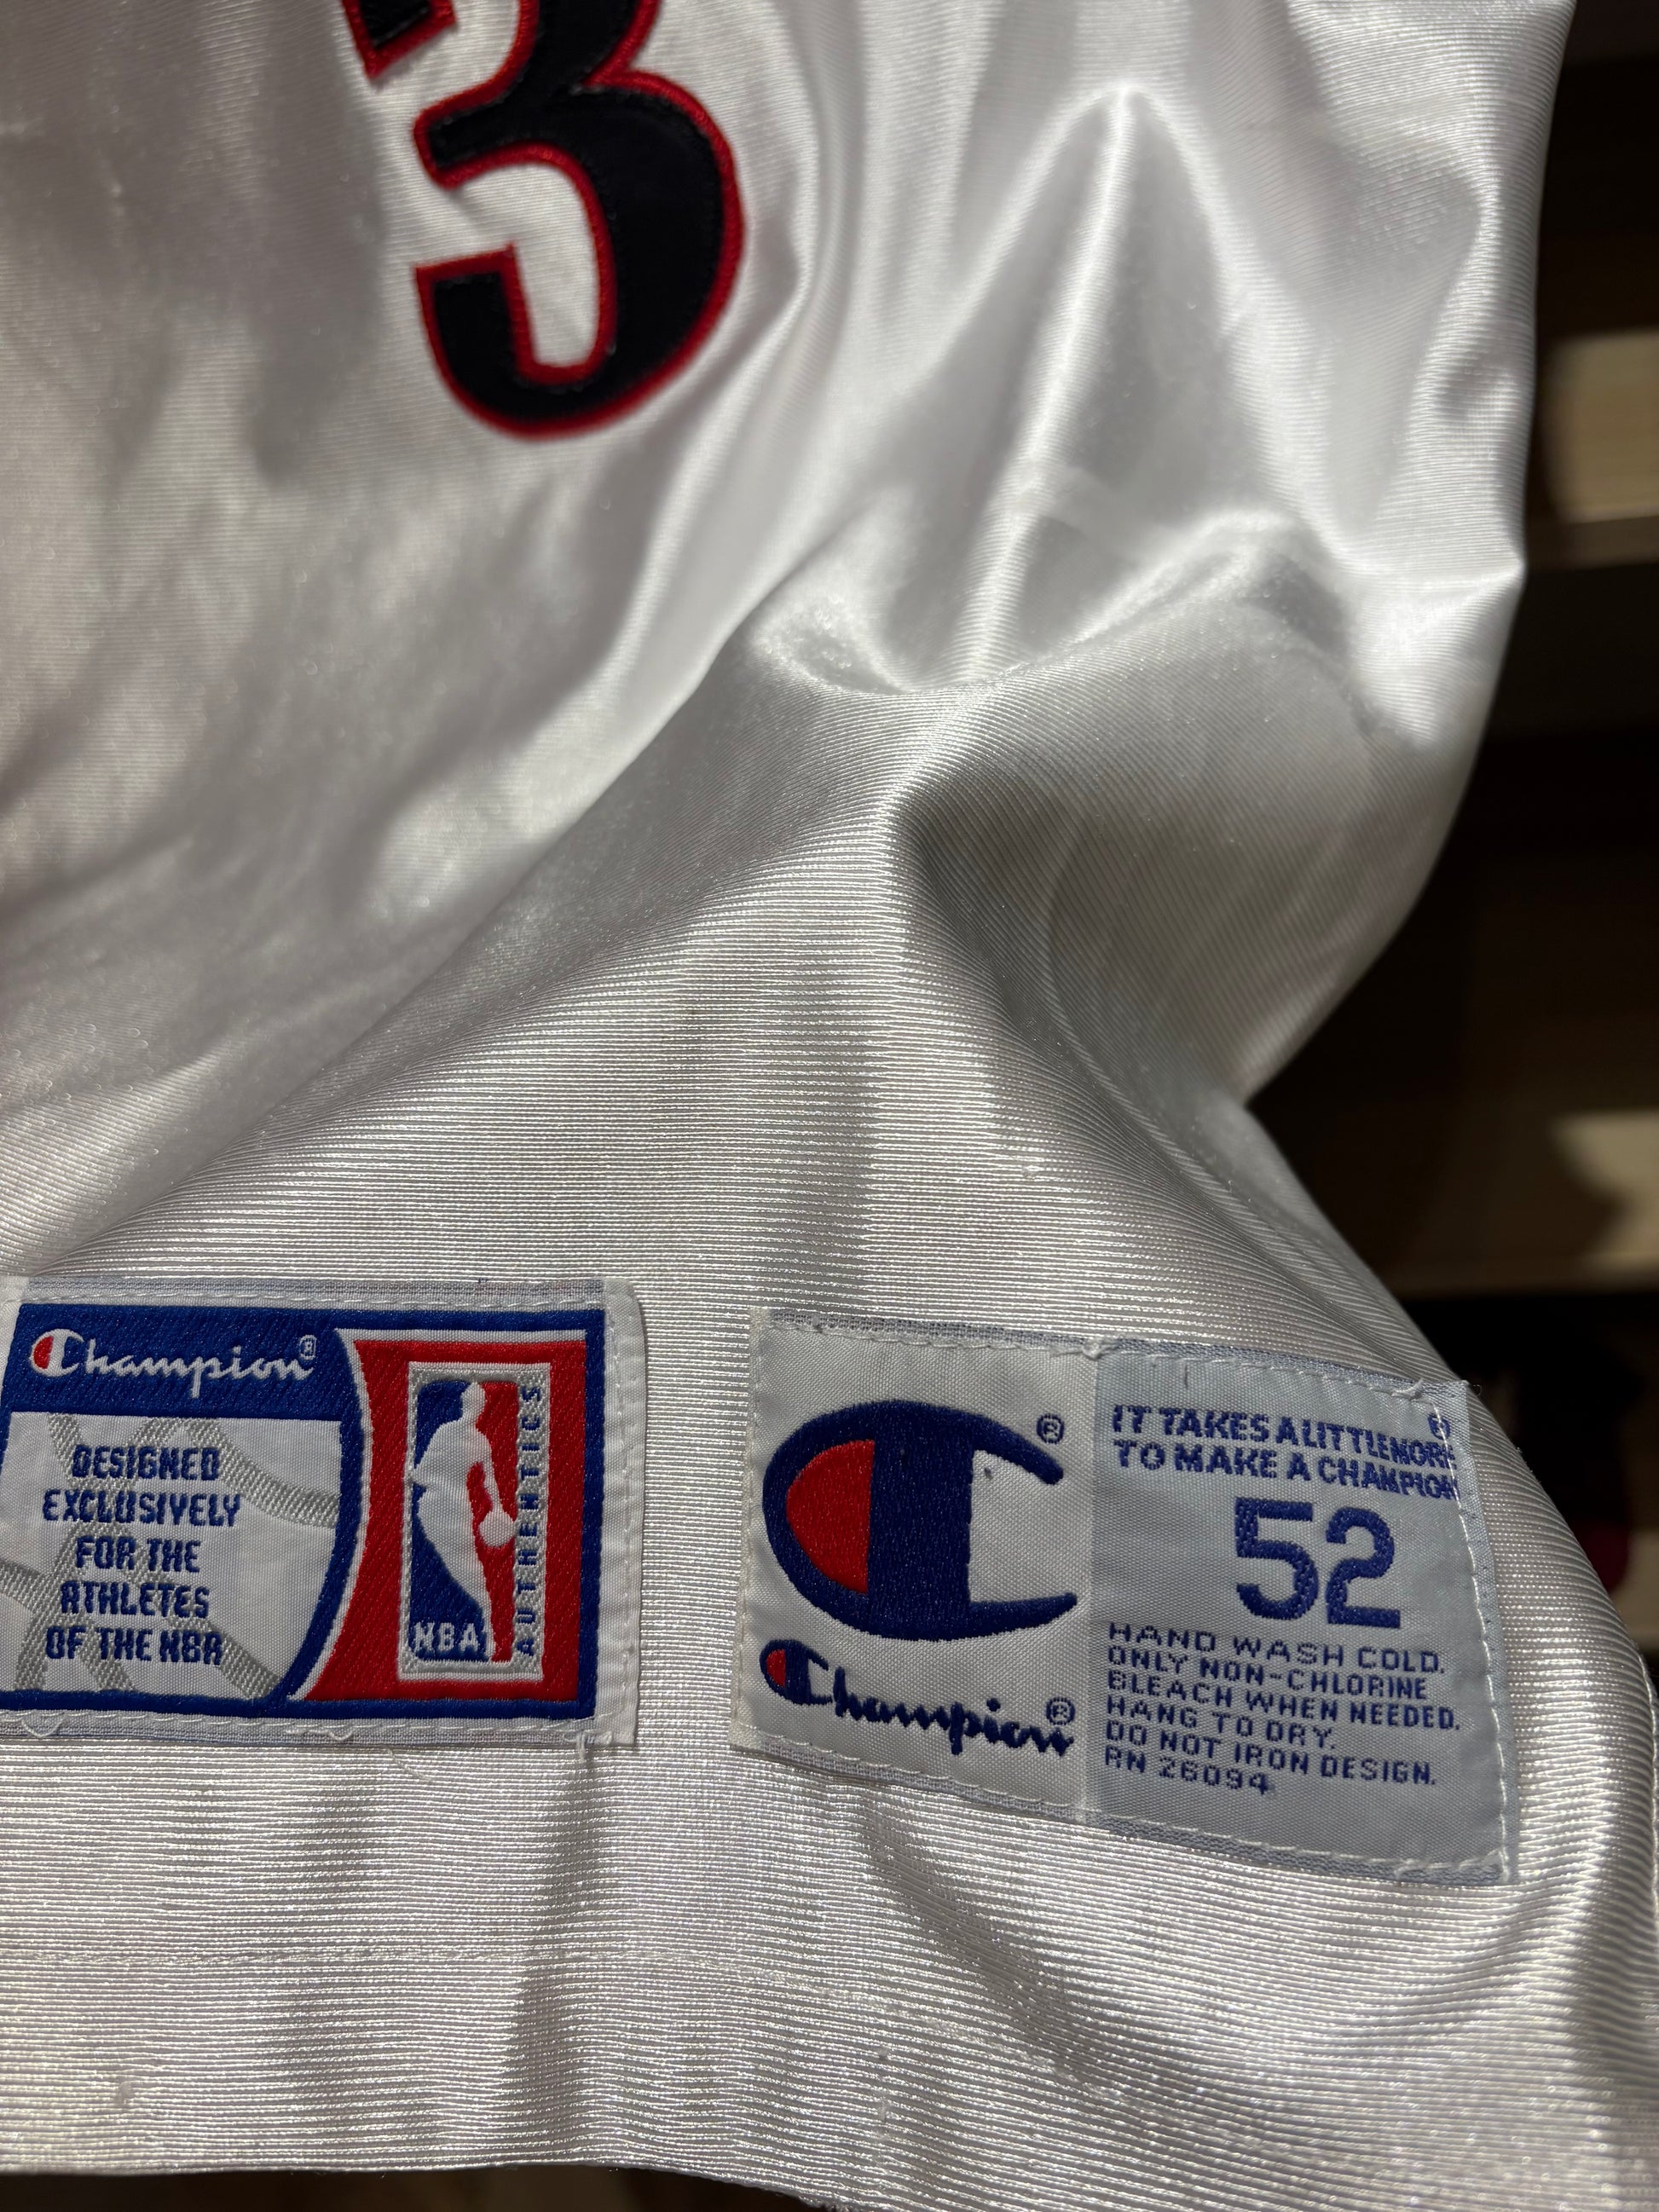 3
Champion®
DESIGNED
EXCLUSIVELY
FOR THE
ATHLETES
OF THE NBA
NBA
AUTHENTICS
®
Champion®
IT TAKES A LITTLE MORE®
TO MAKE A CHAMPION
52
HAND WASH COLD.
ONLY NON-CHLORINE
BLEACH WHEN NEEDED.
HANG TO DRY.
DO NOT IRON DESIGN.
RN 26094